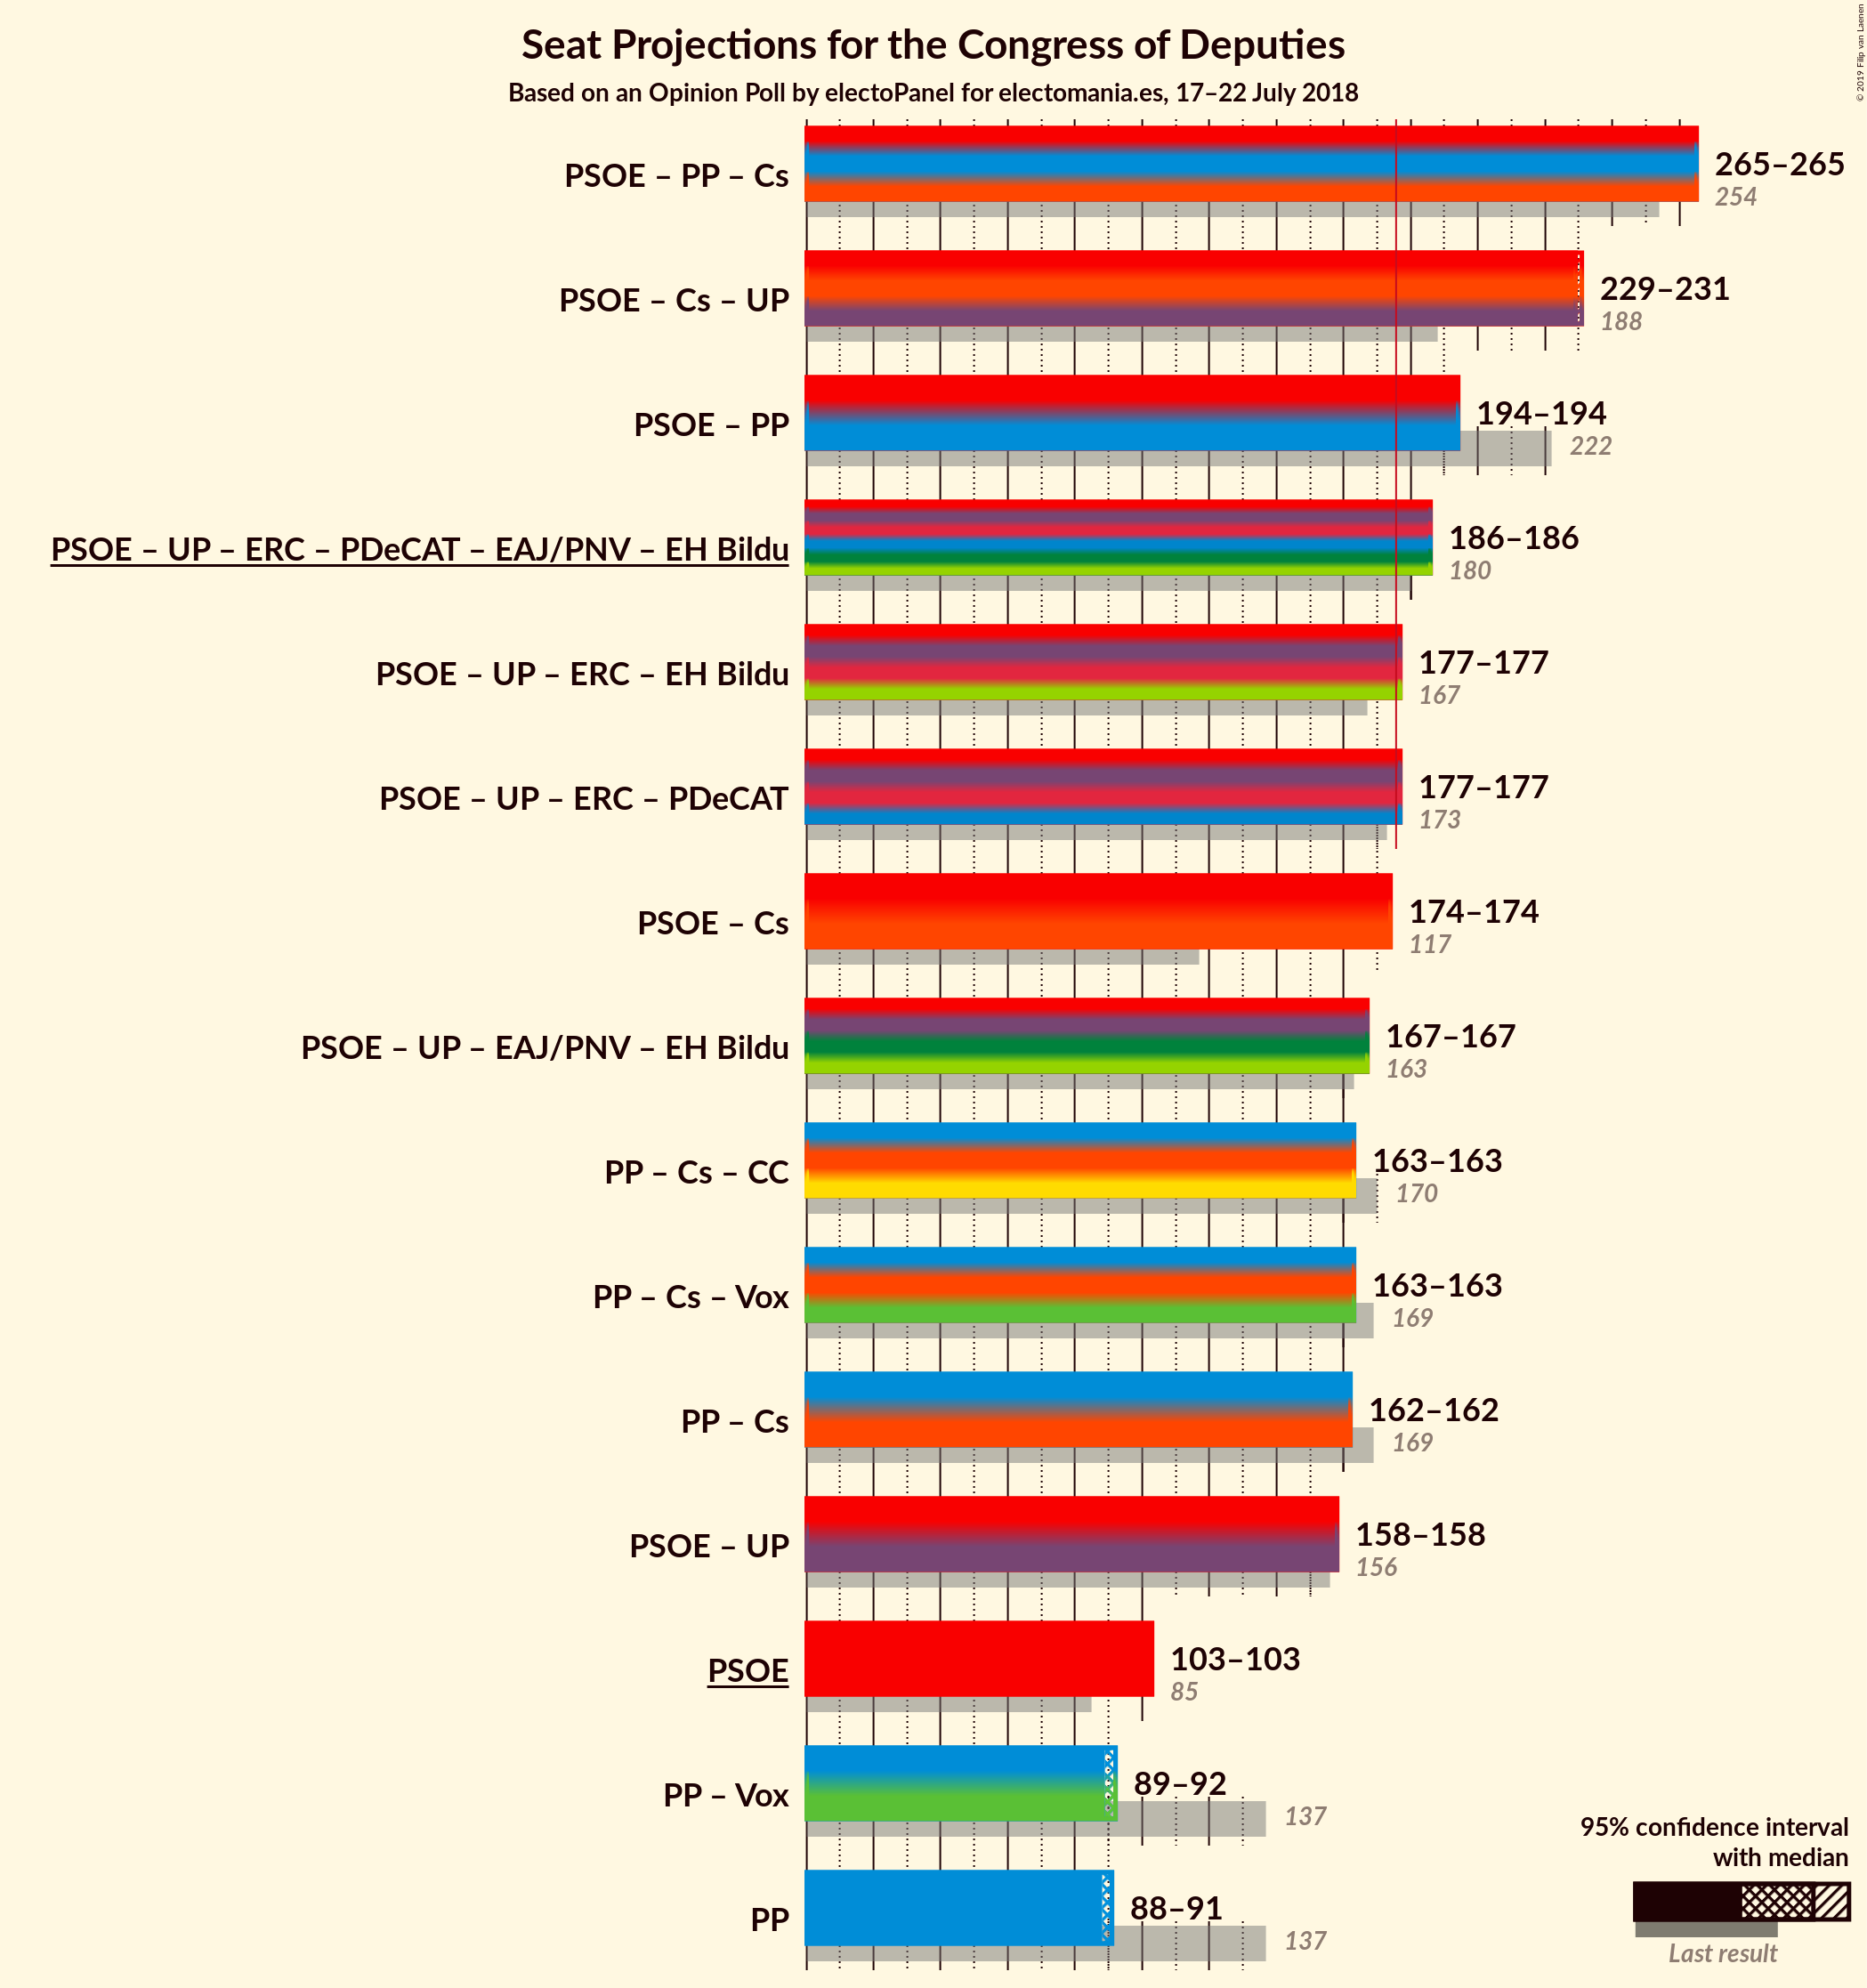 Seat Projections for the Congress of Deputies
Based on an Opinion Poll by electoPanel for electomania.es, 17–22 July 2018
© 2019 Filip van Laenen
PSOE – PP – Cs
265–265
254
PSOE – Cs – UP
229–231
188
PSOE – PP
194–194
222
PSOE – UP – ERC – PDeCAT – EAJ/PNV – EH Bildu
186–186
180
PSOE – UP – ERC – EH Bildu
177–177
167
PSOE – UP – ERC – PDeCAT
177–177
173
PSOE – Cs
174–174
117
PSOE – UP – EAJ/PNV – EH Bildu
167–167
163
PP – Cs – CC
163–163
170
PP – Cs – Vox
163–163
169
PP – Cs
162–162
169
PSOE – UP
158–158
156
PSOE
103–103
85
PP – Vox
89–92
137
PP
88–91
137
95% confidence interval
with median
Last result